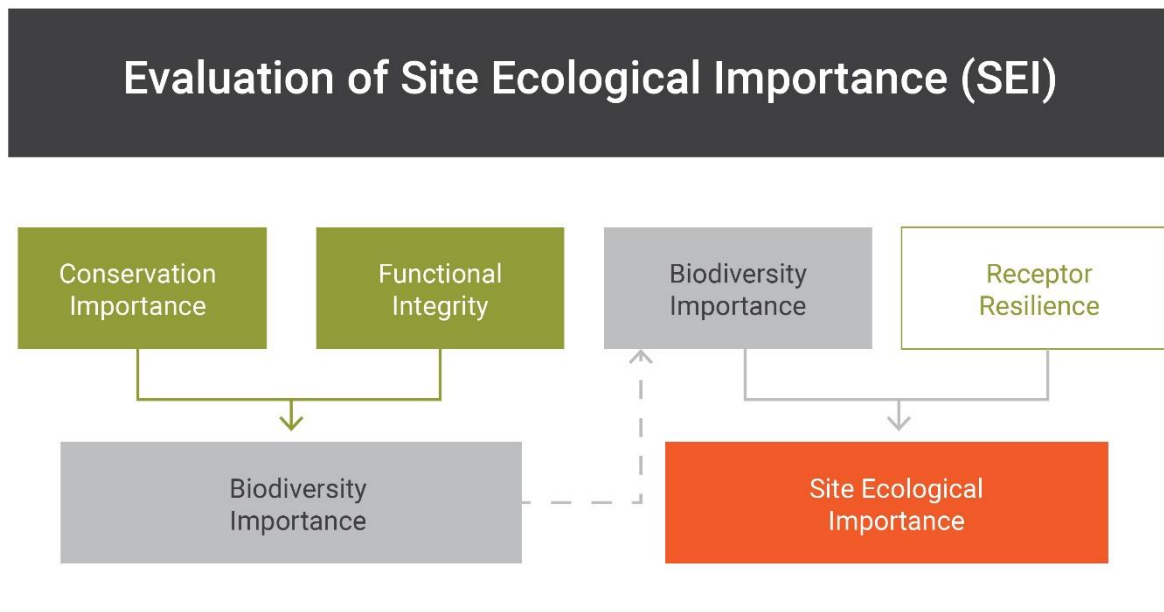 Evaluation of Site Ecological Importance (SEI)
Conservation
Importance
Functional
Integrity
Biodiversity
Importance
Receptor
Resilience
Biodiversity
Importance
Site Ecological
Importance